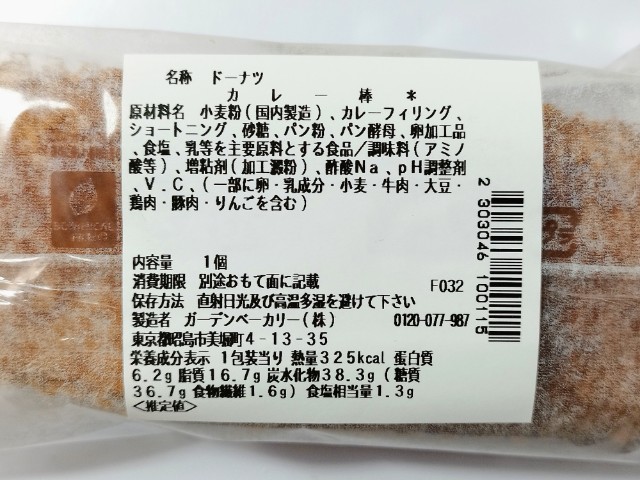 名称 ドーナツ
カレー棒*
原材料名 小麦粉(国内製造)、カレーフィリング、
ショートニング、砂糖、パン粉、パン酵母、卵加工品
、食塩、乳等を主要原料とする食品/調味料(アミノ
酸等)、増粘剤(加工澱粉)、酢酸Na、pH調整剤
、V.C、(一部に卵・乳成分・小麦・牛肉・大豆・
鶏肉・豚肉・りんごを含む)
内容量 1個
消費期限 別途おもて面に記載
F032
保存方法 直射日光及び高温多湿を避けて下さい
製造者 ガーデンベーカリー(株) 0120-077-987
東京都昭島市美堀町4-13-35
栄養成分表示 1包装当り 熱量325kcal 蛋白質
6.2g 脂質16.7g 炭水化物38.3g(糖質
36.7g 食物繊維1.6g) 食塩相当量1.3g
<推定値>
2 303046 100115